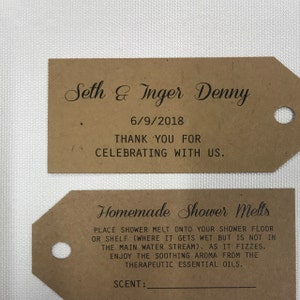 Seth & Inger Denny
6/9/2018
THANK YOU FOR
CELEBRATING WITH US.
Homemade Shower Melts
PLACE SHOWER MELT ONTO YOUR SHOWER FLOOR
OR SHELF (WHERE IT GETS WET BUT IS NOT IN
THE MAIN WATER STREAM). AS IT FIZZES,
ENJOY THE SOOTHING AROMA FROM THE
THERAPEUTIC ESSENTIAL OILS.
SCENT: